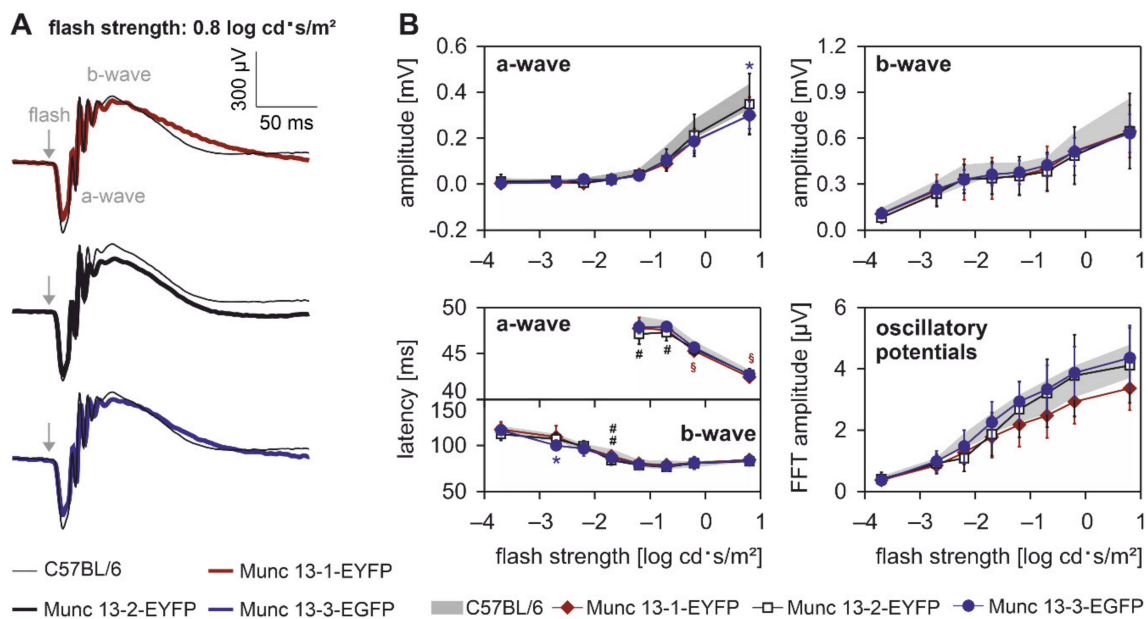 A flash strength: 0.8 log cd·s/m²
b-wave
300 µV
flash
50 ms
a-wave
C57BL/6
Munc 13-1-EYFP
Munc 13-2-EYFP
Munc 13-3-EGFP
B
a-wave
*
amplitude [mV]
0.6
0.4
0.2
0.0
-0.2
–4 –3 –2 –1 0 1
b-wave
amplitude [mV]
1.2
0.9
0.6
0.3
0.0
–4 –3 –2 –1 0 1
a-wave
latency [ms]
50
45
40
# # § §
150
100
50
b-wave
*
#
#
–4 –3 –2 –1 0 1
flash strength [log cd·s/m²]
oscillatory
potentials
FFT amplitude [µV]
6
4
2
0
–4 –3 –2 –1 0 1
flash strength [log cd·s/m²]
C57BL/6 Munc 13-1-EYFP Munc 13-2-EYFP Munc 13-3-EGFP